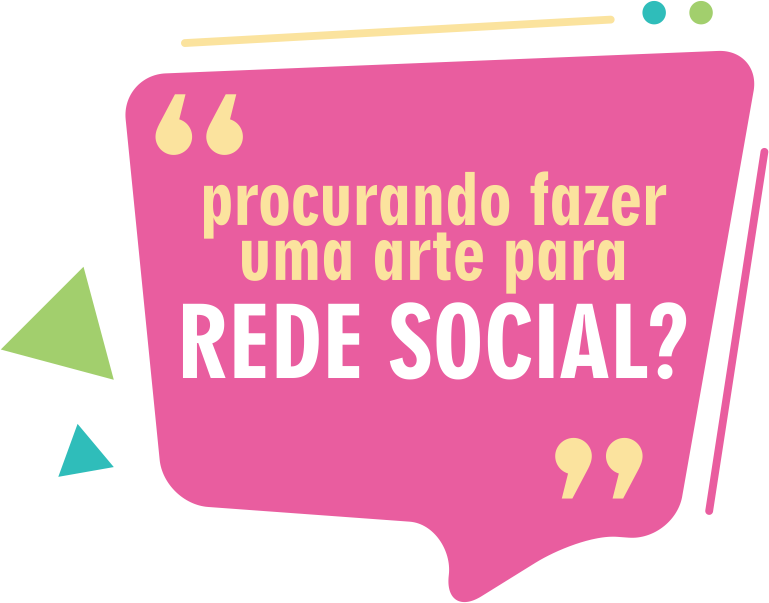 “
procurando fazer
uma arte para
REDE SOCIAL?
”